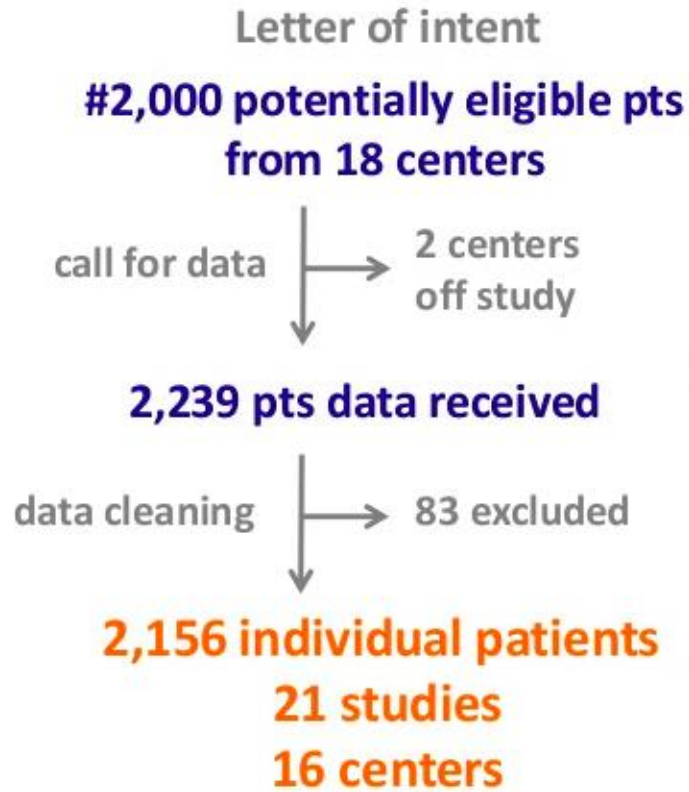 Letter of intent
#2,000 potentially eligible pts
from 18 centers
call for data
2 centers
off study
2,239 pts data received
data cleaning
83 excluded
2,156 individual patients
21 studies
16 centers